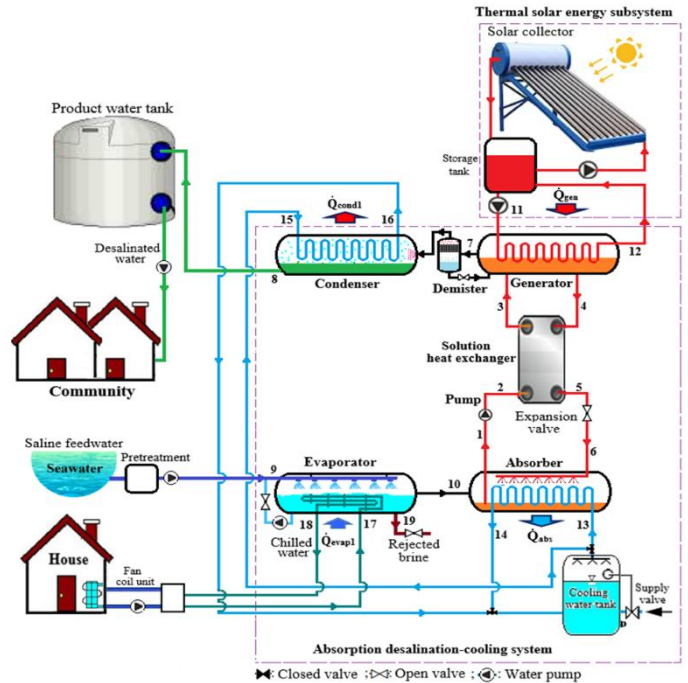 Thermal solar energy subsystem
Solar collector
Product water tank
Storage
tank
Q̇cond1
Q̇gen
15
16
11
7
12
Desalinated
water
8
Condenser
Demister
Generator
3
4
Solution
heat exchanger
Community
2
5
Pump
Expansion
valve
1
6
Saline feedwater
Seawater
Pretreatment
9
Evaporator
10
Absorber
18
17
19
14
13
Q̇evap1
Q̇abs
Chilled
water
Rejected
brine
House
Fan
coil unit
Cooling
water tank
Supply
valve
Absorption desalination-cooling system
: Closed valve ; : Open valve ; : Water pump